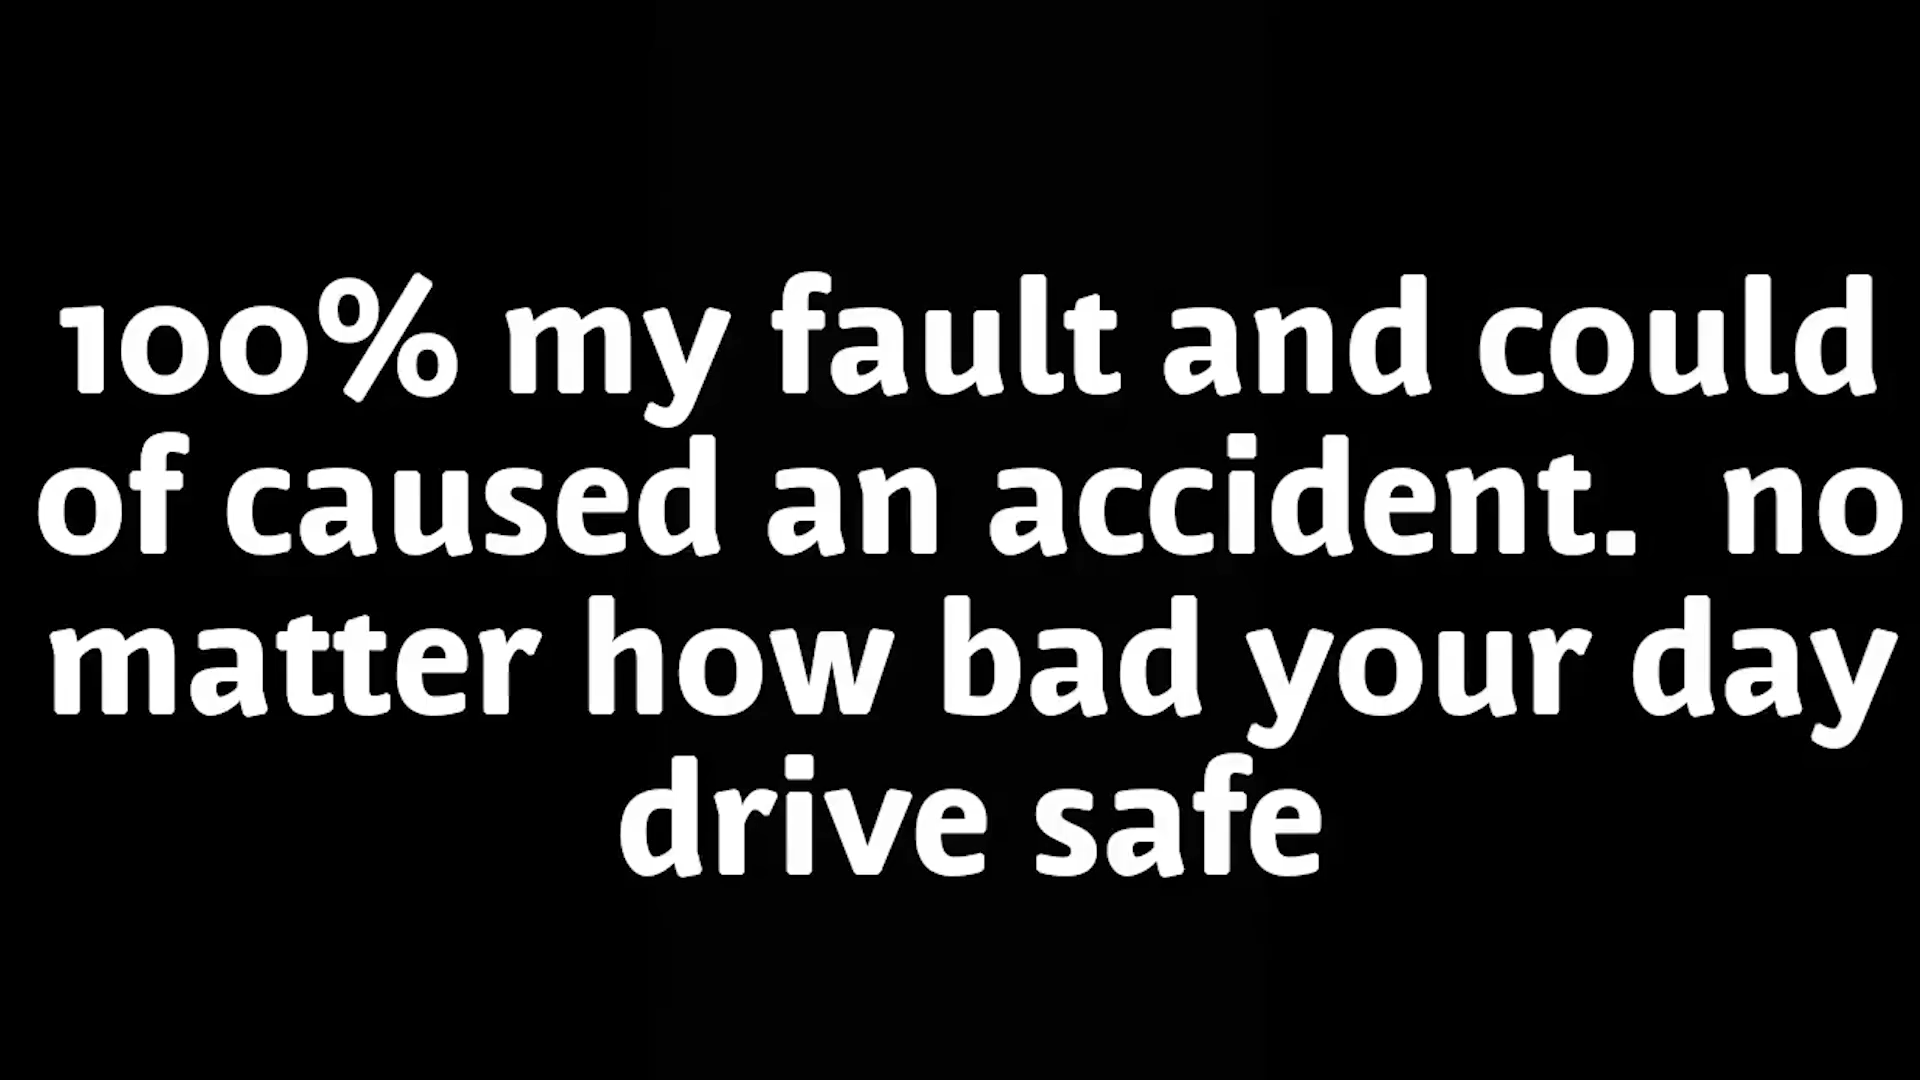 100% my fault and could
of caused an accident.  no
matter how bad your day
drive safe